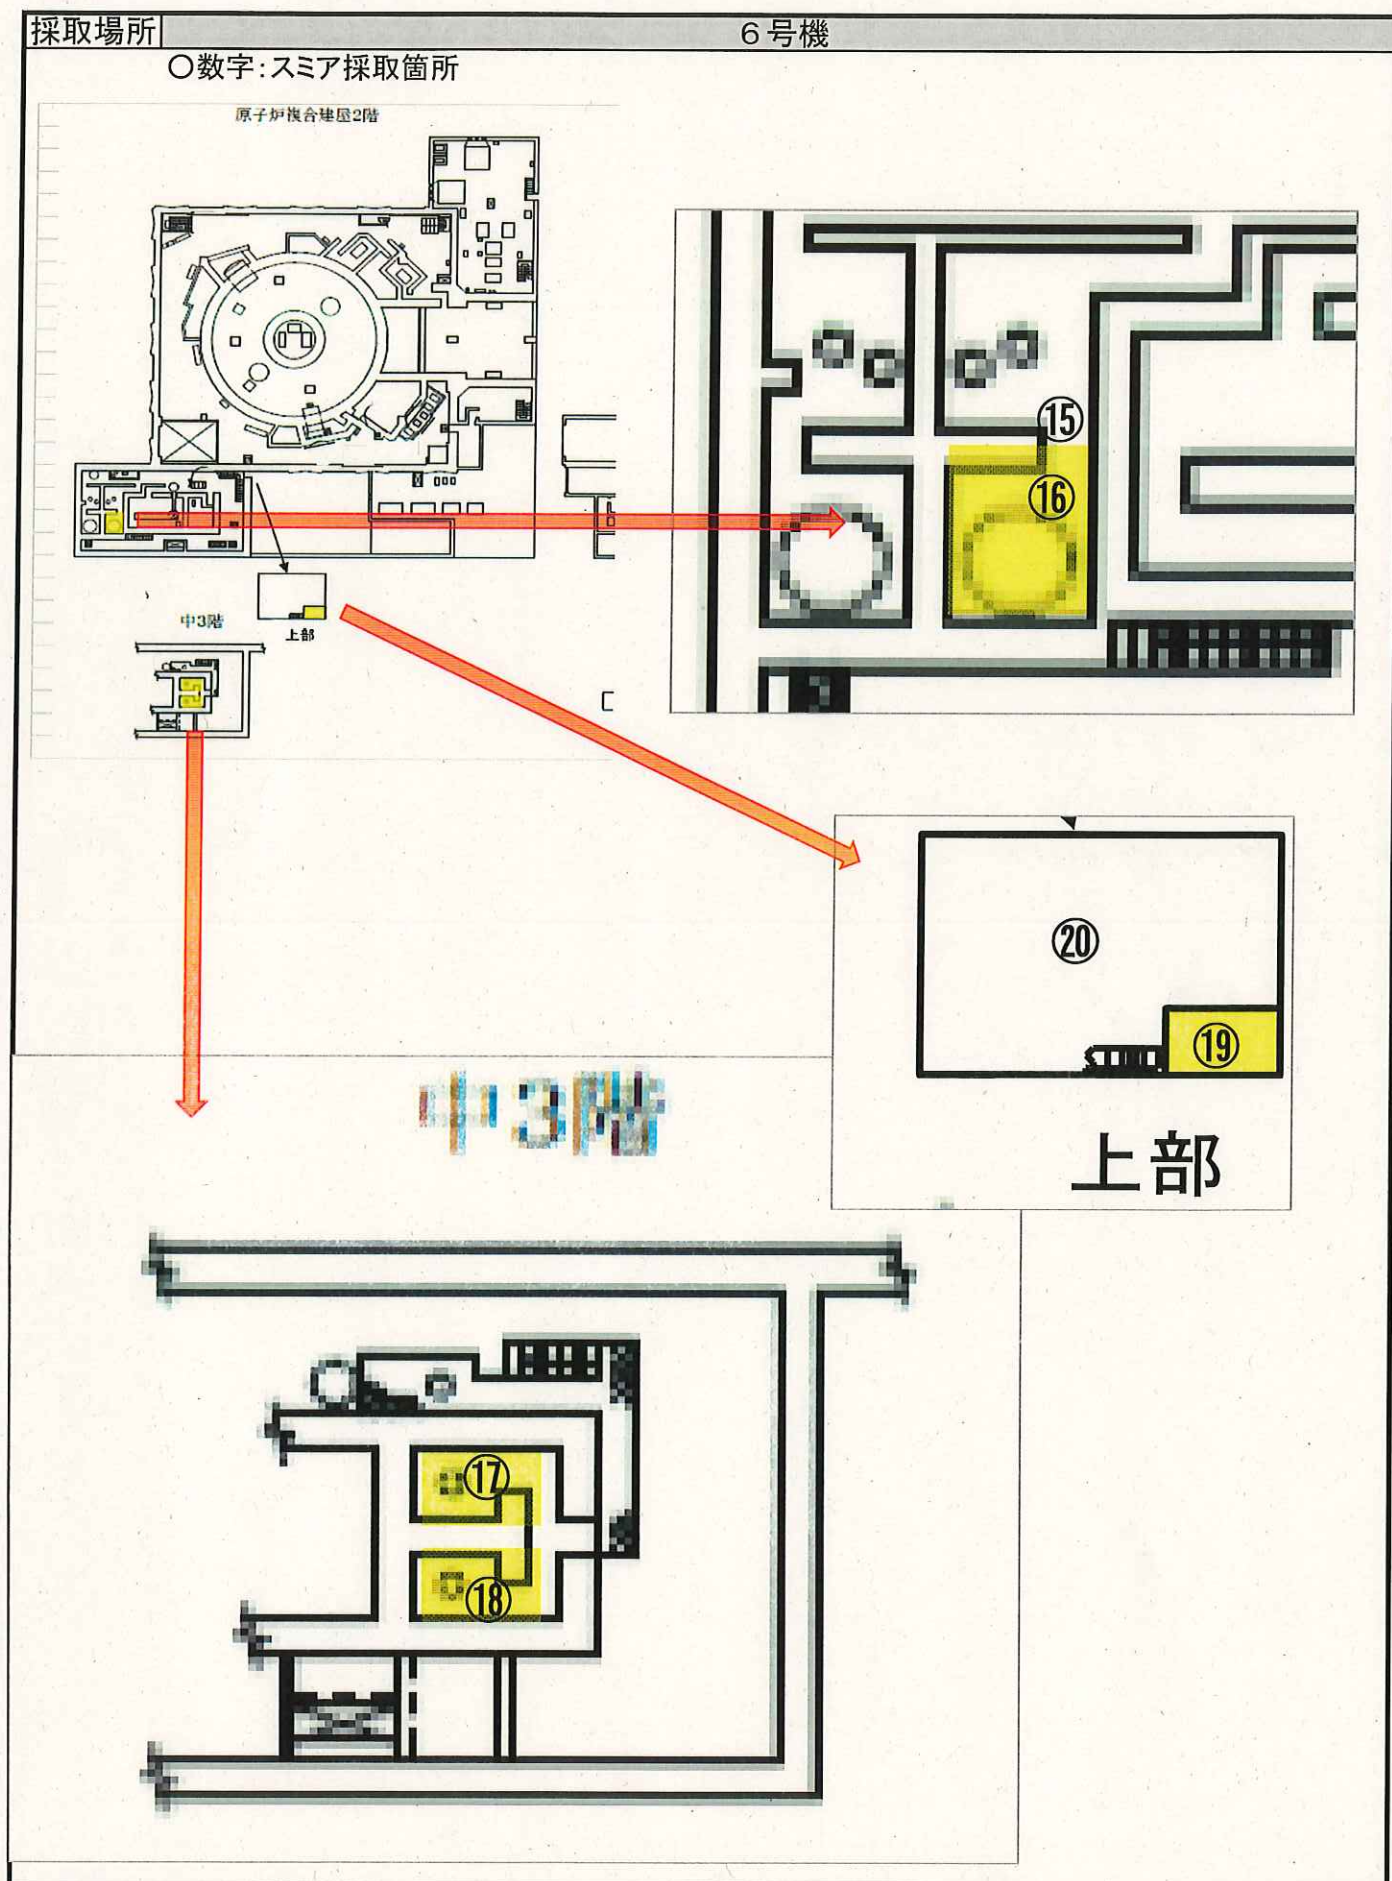 採取場所
6号機
○数字:スミア採取箇所
原子炉複合建屋2階
⑮
⑯
中3階
上部
⑳
⑲
上部
中3階
⑰
⑱